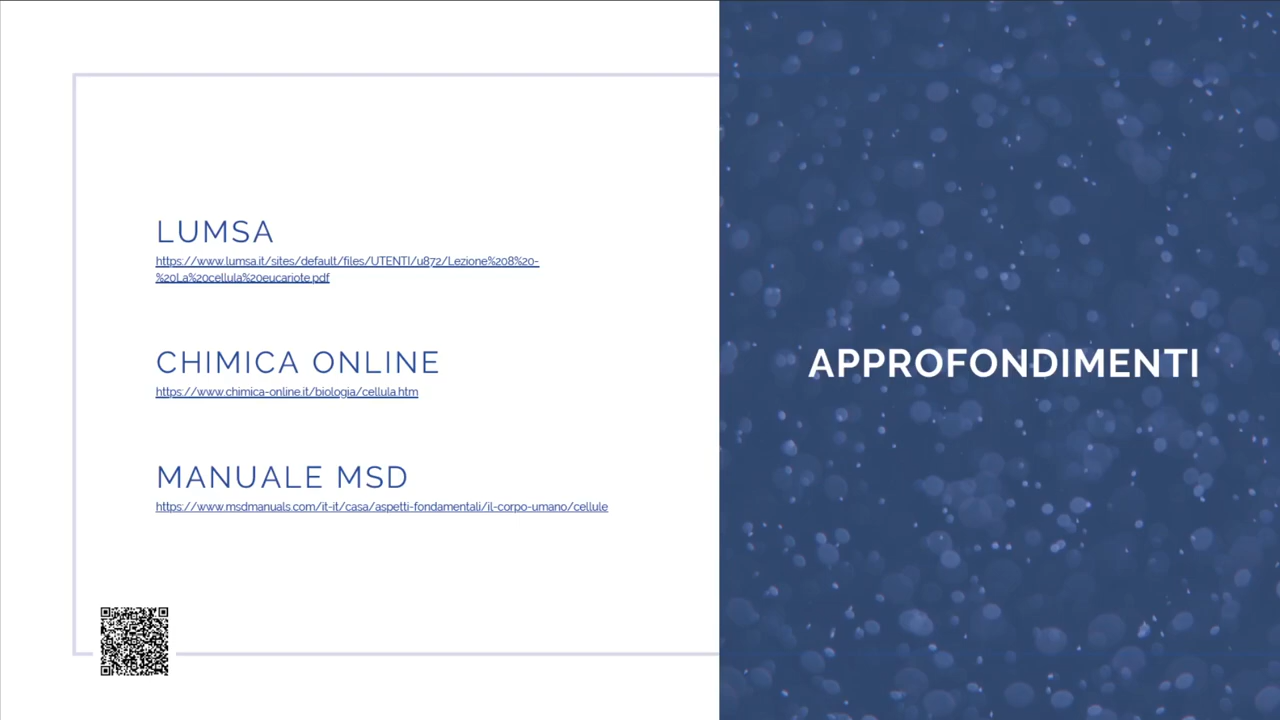 LUMSA
https://www.lumsa.it/sites/default/files/UTENTI/u872/Lezione%208%20-
%20La%20cellula%20eucariote.pdf
CHIMICA ONLINE
https://www.chimica-online.it/biologia/cellula.htm
MANUALE MSD
https://www.msdmanuals.com/it-it/casa/aspetti-fondamentali/il-corpo-umano/cellule
APPROFONDIMENTI